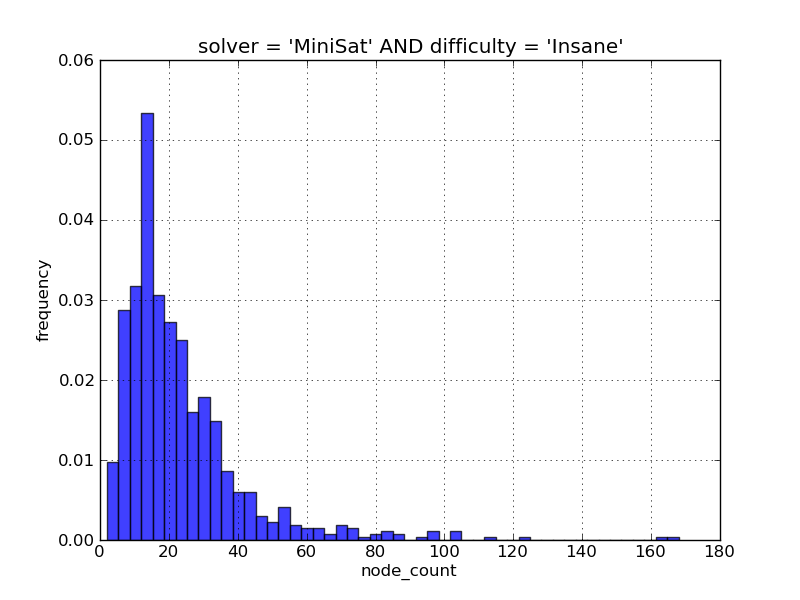 solver = 'MiniSat' AND difficulty = 'Insane'
0.06
0.05
0.04
0.03
0.02
0.01
0.00
frequency
0 20 40 60 80 100 120 140 160 180
node_count